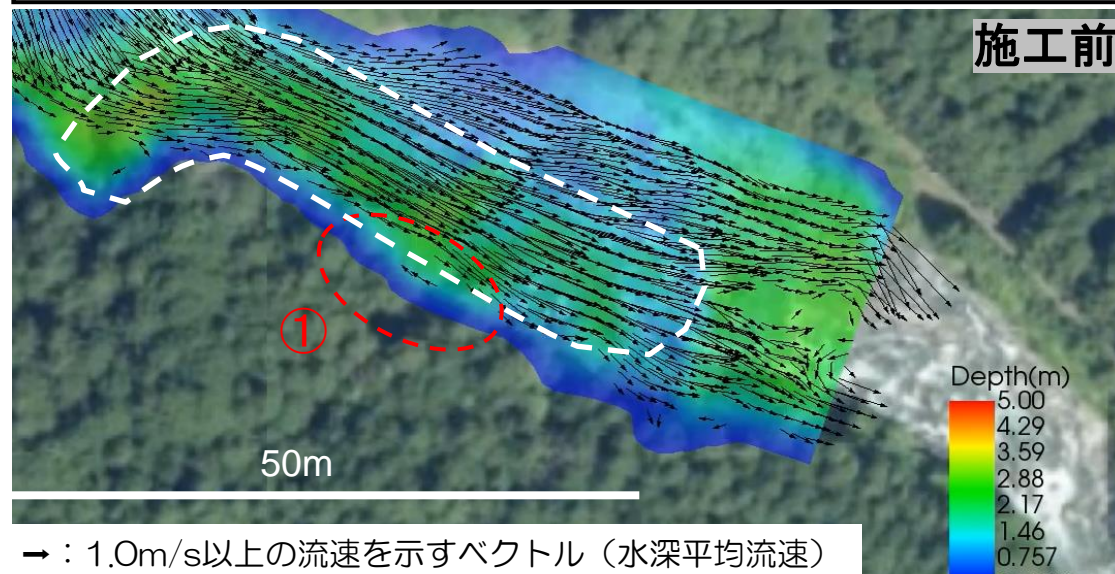 施工前
①
50m
Depth(m)
5.00
4.29
3.59
2.88
2.17
1.46
0.757
→：1.0m/s以上の流速を示すベクトル（水深平均流速）